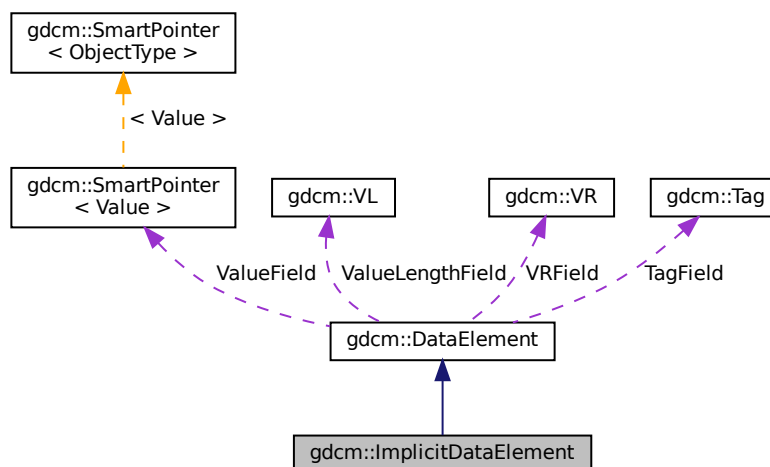 gdcm::SmartPointer
< ObjectType >
< Value >
gdcm::SmartPointer
< Value >
gdcm::VL
gdcm::VR
gdcm::Tag
ValueField
ValueLengthField
VRField
TagField
gdcm::DataElement
gdcm::ImplicitDataElement